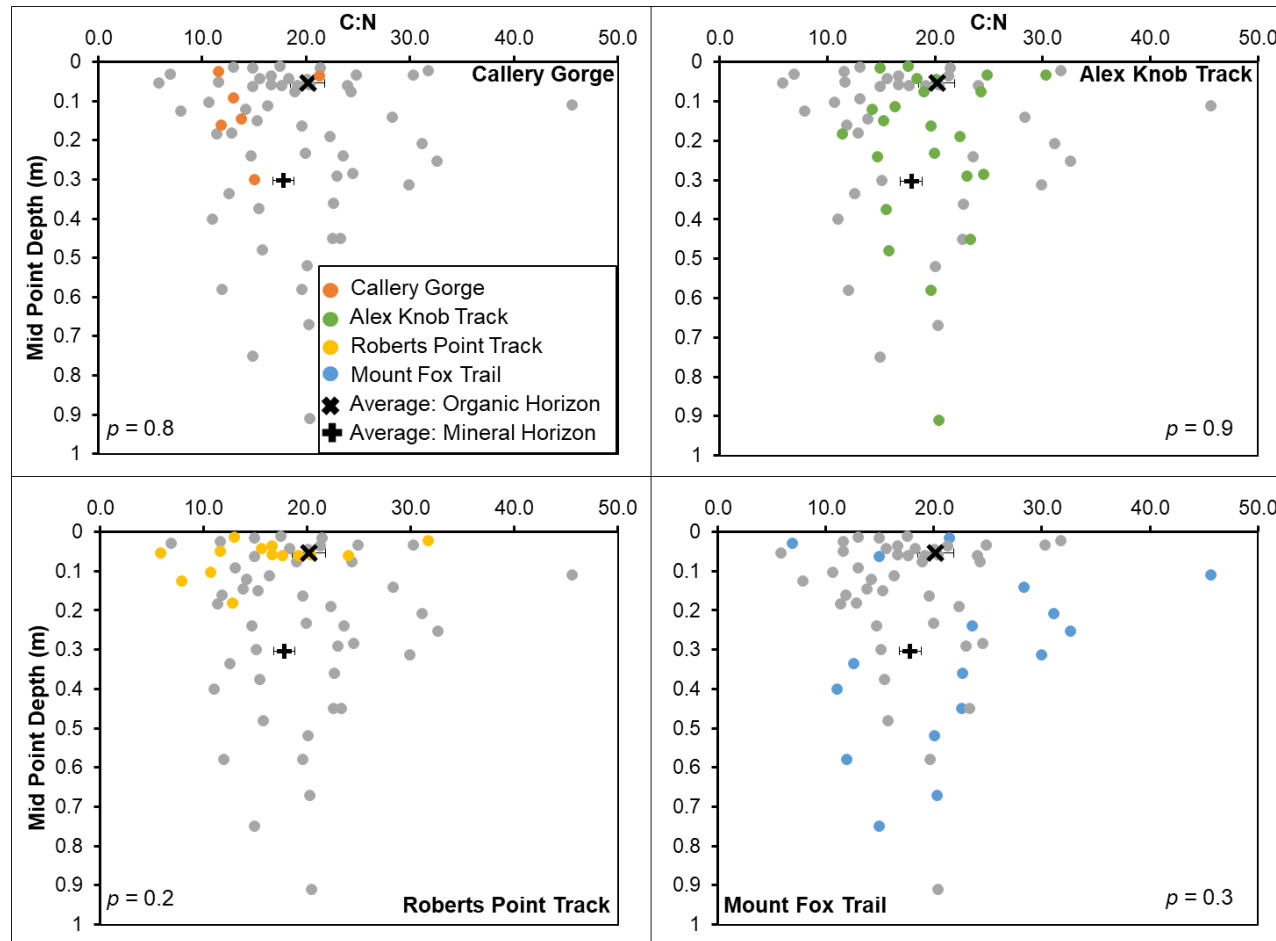 C:N
0.0 10.0 20.0 30.0 40.0 50.0
0
0.1
0.2
0.3
0.4
0.5
0.6
0.7
0.8
0.9
1
Mid Point Depth (m)
Callery Gorge
Callery Gorge
Alex Knob Track
Roberts Point Track
Mount Fox Trail
Average: Organic Horizon
Average: Mineral Horizon
p = 0.8
C:N
0.0 10.0 20.0 30.0 40.0 50.0
0
0.1
0.2
0.3
0.4
0.5
0.6
0.7
0.8
0.9
1
Alex Knob Track
p = 0.9
0.0 10.0 20.0 30.0 40.0 50.0
0
0.1
0.2
0.3
0.4
0.5
0.6
0.7
0.8
0.9
1
Mid Point Depth (m)
p = 0.2
Roberts Point Track
0.0 10.0 20.0 30.0 40.0 50.0
0
0.1
0.2
0.3
0.4
0.5
0.6
0.7
0.8
0.9
1
p = 0.3
Mount Fox Trail